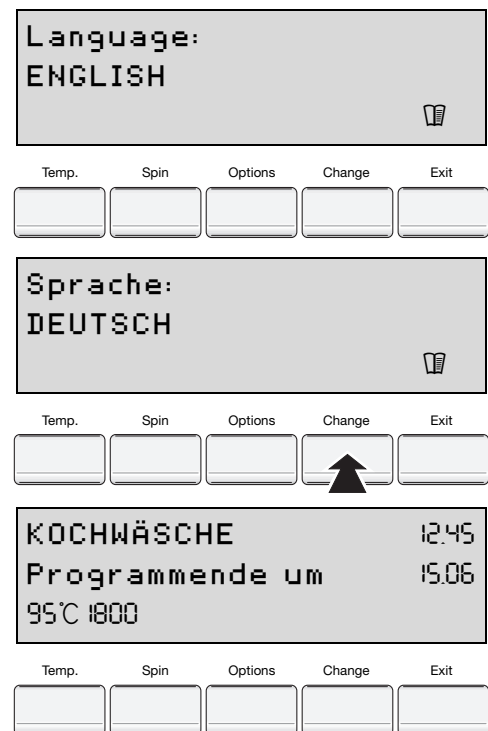 Language:
ENGLISH
Temp. Spin Options Change Exit
Sprache:
DEUTSCH
Temp. Spin Options Change Exit
KOCHWÄSCHE 12.45
Programmende um 15.06
95°C 1800
Temp. Spin Options Change Exit